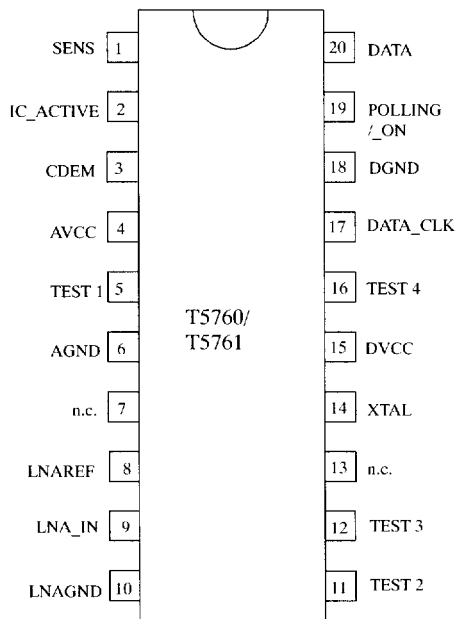 SENS 1 20 DATA
IC_ACTIVE 2 19 POLLING
/_ON
CDEM 3 18 DGND
AVCC 4 17 DATA_CLK
TEST 1 5 16 TEST 4
T5760/
T5761
AGND 6 15 DVCC
n.c. 7 14 XTAL
LNAREF 8 13 n.c.
LNA_IN 9 12 TEST 3
LNAGND 10 11 TEST 2